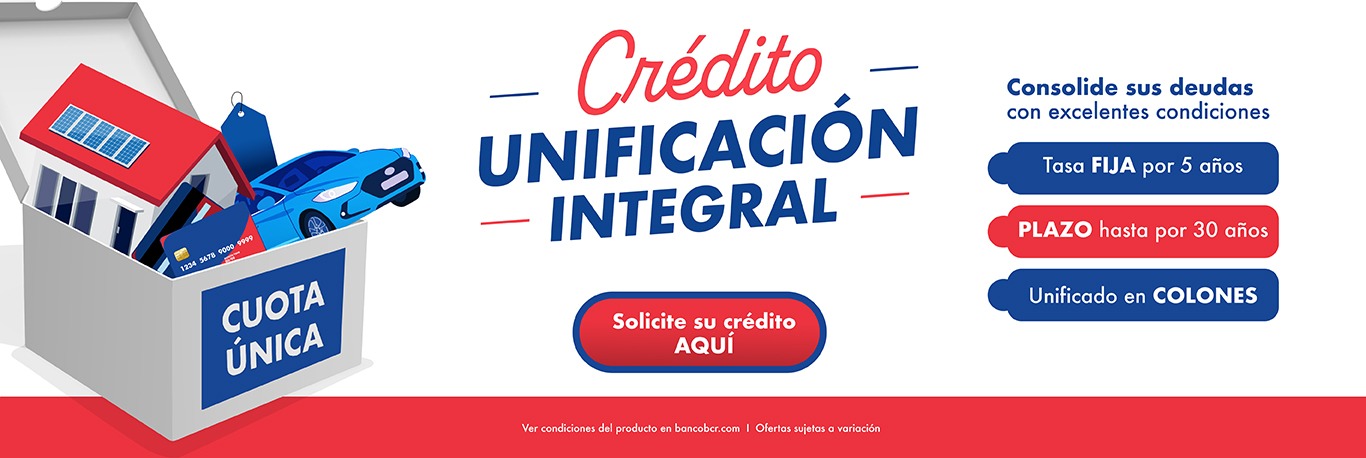 Crédito
UNIFICACIÓN
INTEGRAL
Solicite su crédito
AQUÍ
Consolide sus deudas
con excelentes condiciones
Tasa FIJA por 5 años
PLAZO hasta por 30 años
Unificado en COLONES
1234 5678 9000 9999
CUOTA
ÚNICA
Ver condiciones del producto en bancobcr.com I Ofertas sujetas a variación